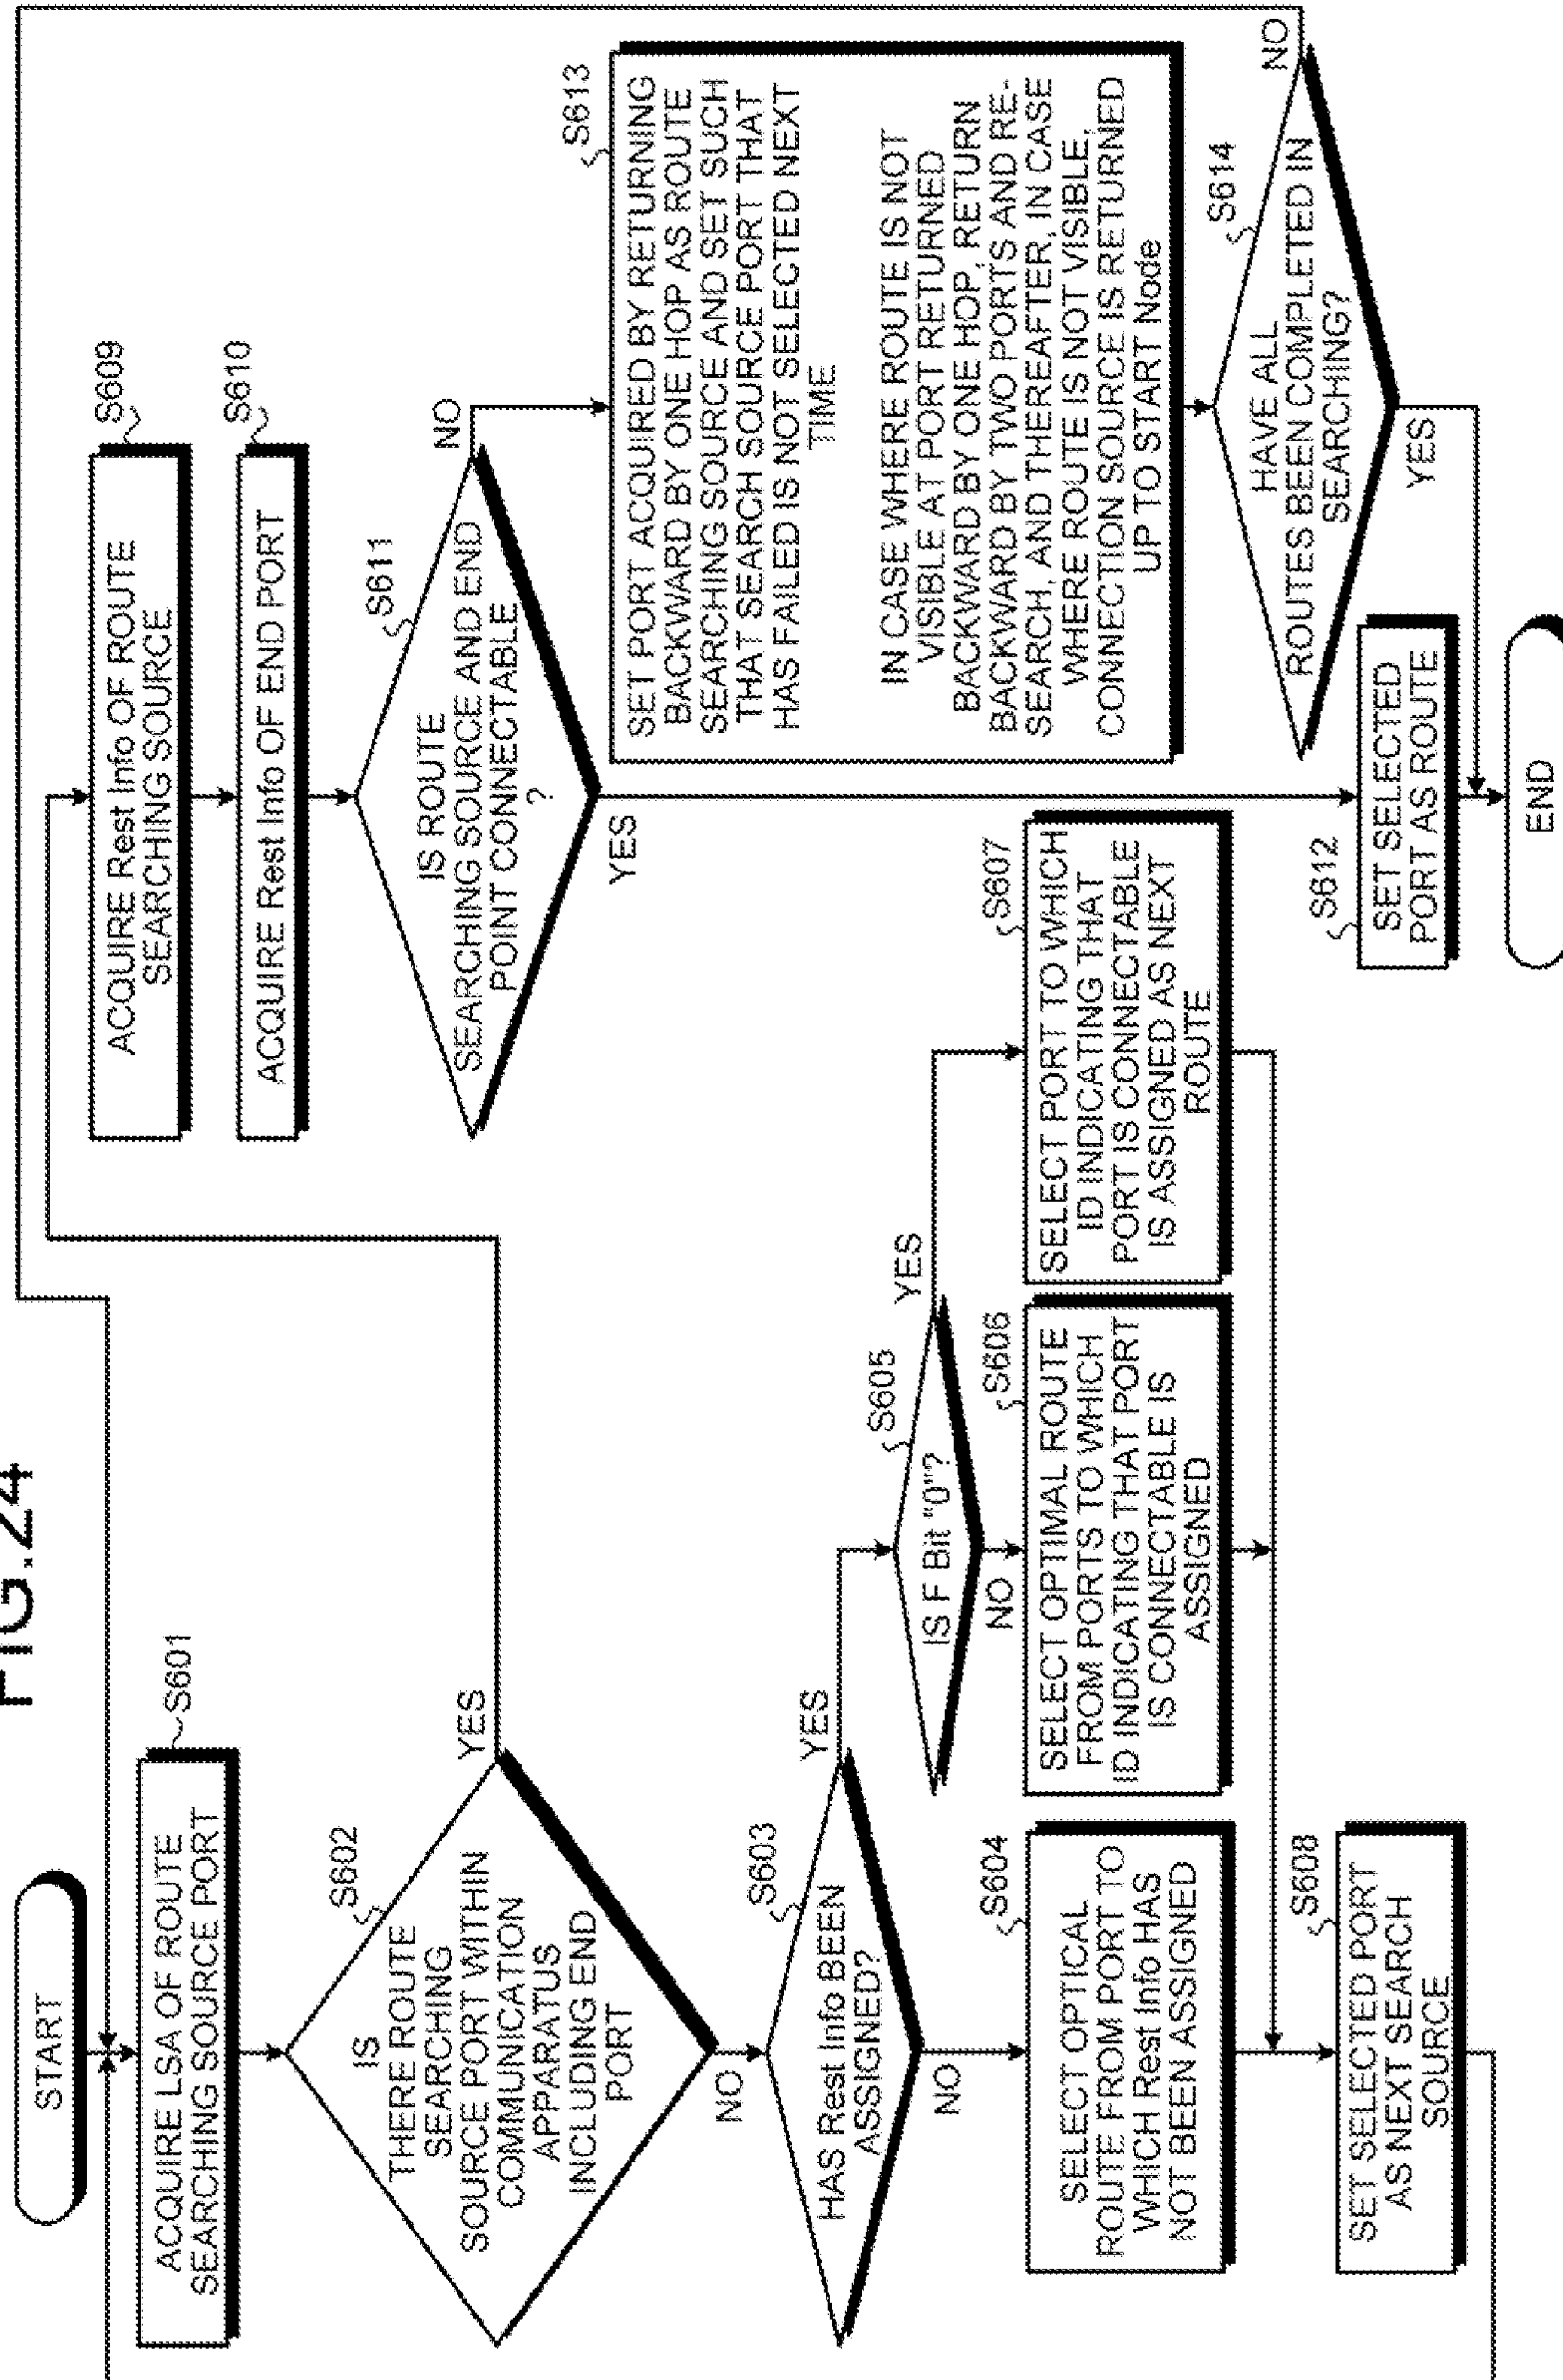 FIG.24
START
S601
ACQUIRE LSA OF ROUTE
SEARCHING SOURCE PORT
S602
IS
THERE ROUTE
SEARCHING
SOURCE PORT WITHIN
COMMUNICATION
APPARATUS
INCLUDING END
PORT
YES
NO
S603
HAS Rest Info BEEN
ASSIGNED?
YES
NO
S604
SELECT OPTICAL
ROUTE FROM PORT TO
WHICH Rest Info HAS
NOT BEEN ASSIGNED
S605
IS F Bit "0"?
YES
NO
S606
SELECT OPTIMAL ROUTE
FROM PORTS TO WHICH
ID INDICATING THAT PORT
IS CONNECTABLE IS
ASSIGNED
S607
SELECT PORT TO WHICH
ID INDICATING THAT
PORT IS CONNECTABLE
IS ASSIGNED AS NEXT
ROUTE
S608
SET SELECTED PORT
AS NEXT SEARCH
SOURCE
S609
ACQUIRE Rest Info OF ROUTE
SEARCHING SOURCE
S610
ACQUIRE Rest Info OF END PORT
S611
IS ROUTE
SEARCHING SOURCE AND END
POINT CONNECTABLE
?
NO
YES
S612
SET SELECTED
PORT AS ROUTE
S613
SET PORT ACQUIRED BY RETURNING
BACKWARD BY ONE HOP AS ROUTE
SEARCHING SOURCE AND SET SUCH
THAT SEARCH SOURCE PORT THAT
HAS FAILED IS NOT SELECTED NEXT
TIME
IN CASE WHERE ROUTE IS NOT
VISIBLE AT PORT RETURNED
BACKWARD BY ONE HOP, RETURN
BACKWARD BY TWO PORTS AND RE-
SEARCH, AND THEREAFTER, IN CASE
WHERE ROUTE IS NOT VISIBLE,
CONNECTION SOURCE IS RETURNED
UP TO START Node
S614
HAVE ALL
ROUTES BEEN COMPLETED IN
SEARCHING?
NO
YES
END